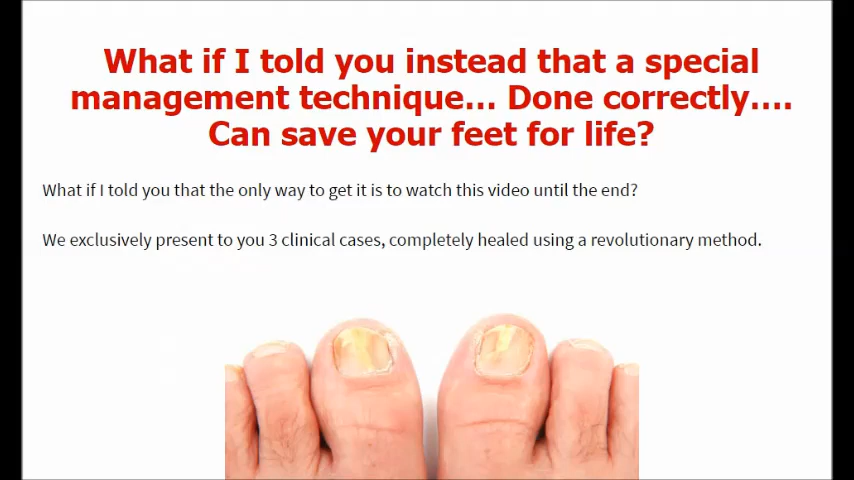 What if I told you instead that a special
management technique... Done correctly....
Can save your feet for life?
What if I told you that the only way to get it is to watch this video until the end?
We exclusively present to you 3 clinical cases, completely healed using a revolutionary method.